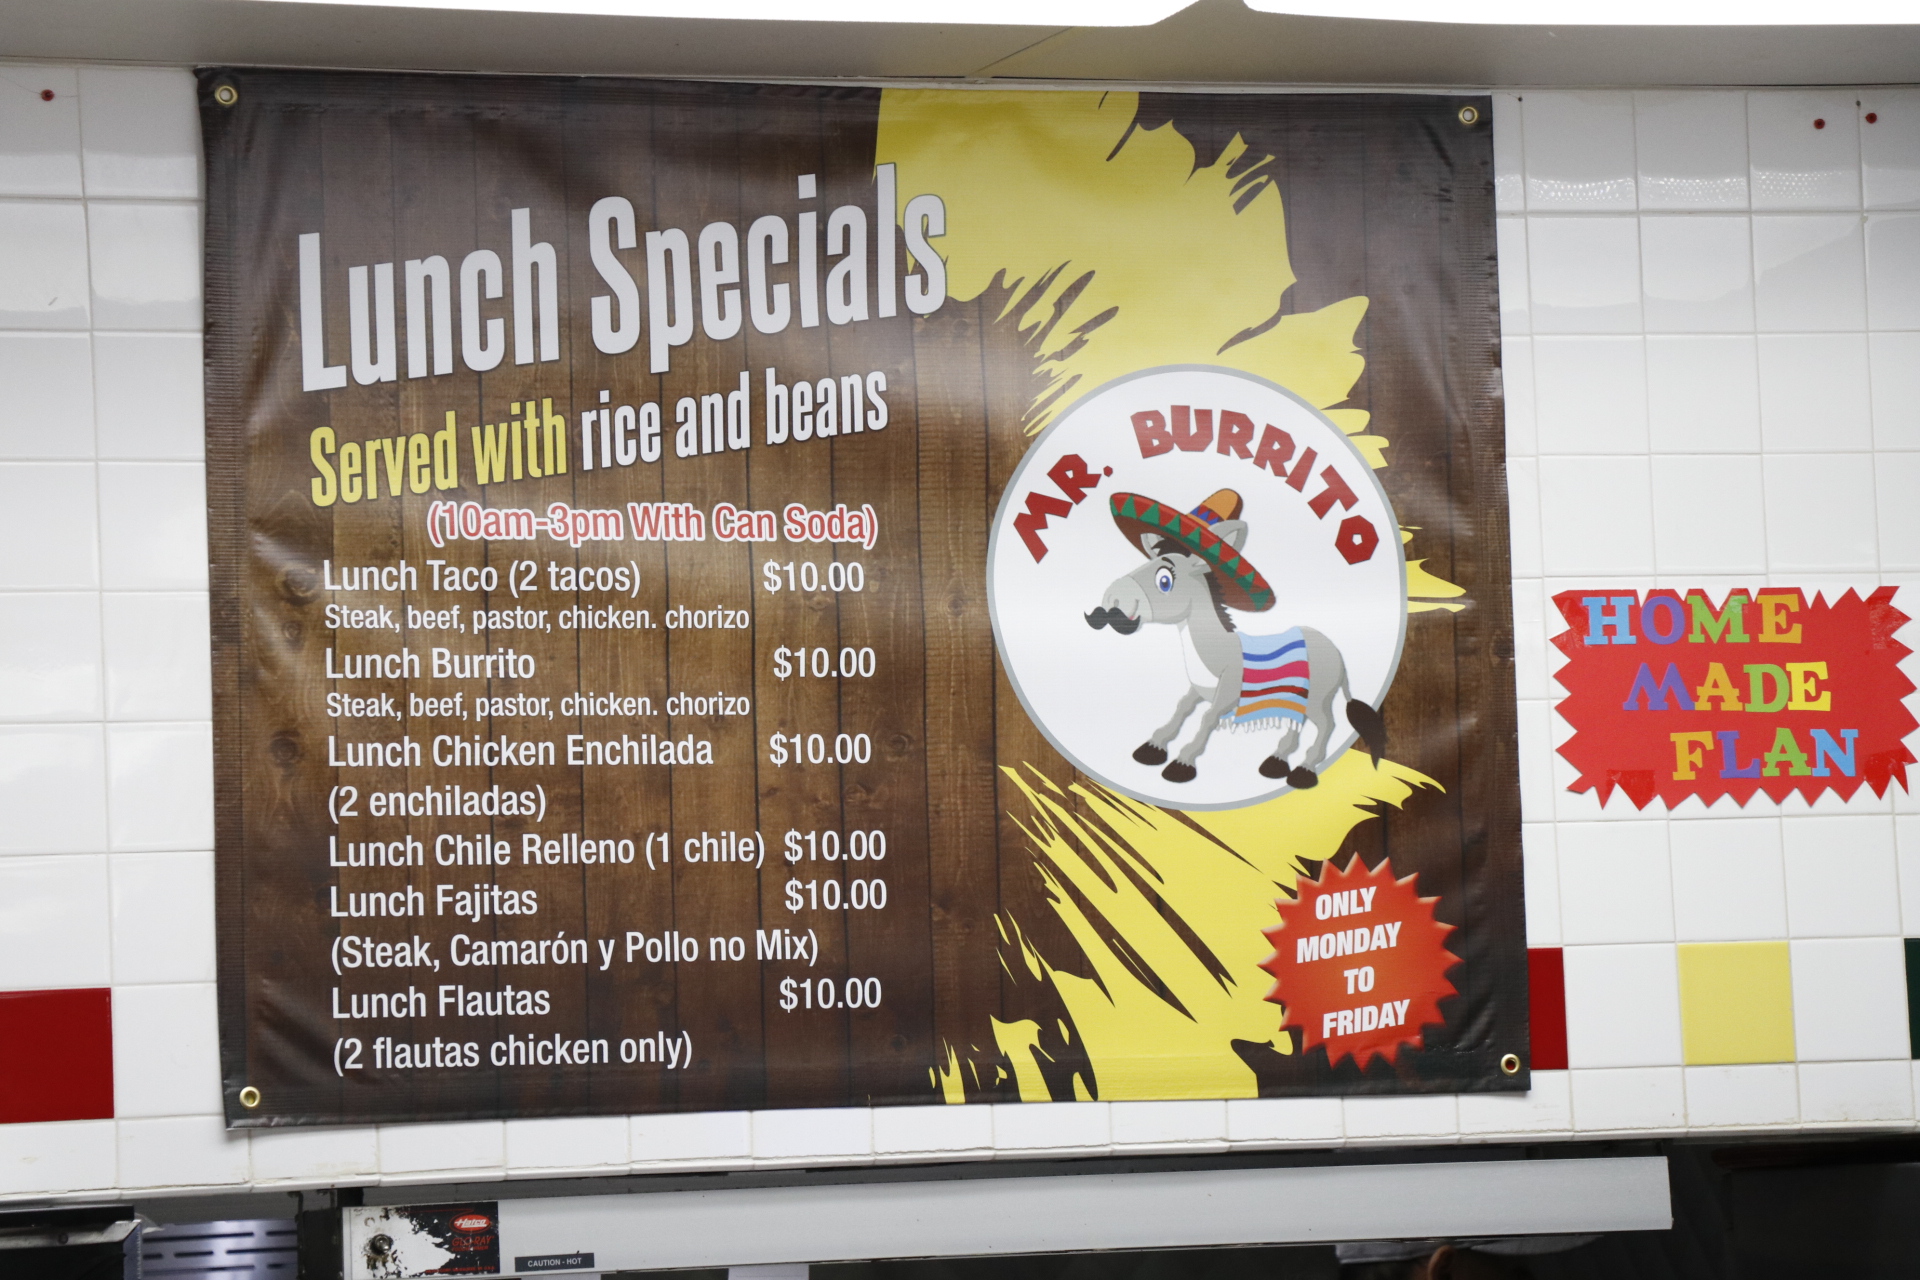 Lunch Specials
Served with rice and beans
(10am-3pm With Can Soda)
Lunch Taco (2 tacos) $10.00
Steak, beef, pastor, chicken. chorizo
Lunch Burrito $10.00
Steak, beef, pastor, chicken. chorizo
Lunch Chicken Enchilada $10.00
(2 enchiladas)
Lunch Chile Relleno (1 chile) $10.00
Lunch Fajitas $10.00
(Steak, Camarón y Pollo no Mix)
Lunch Flautas $10.00
(2 flautas chicken only)
MR. BURRITO
ONLY
MONDAY
TO
FRIDAY
HOME
MADE
FLAN
Hatco
GLO-RAY
CAUTION - HOT